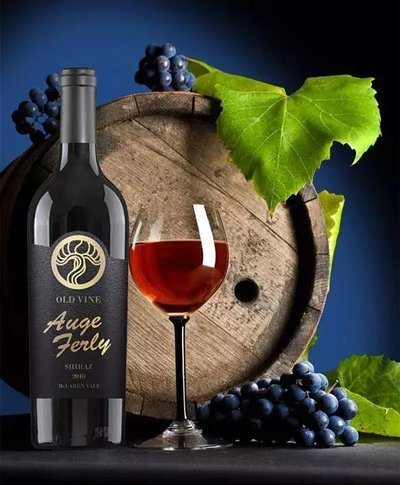 OLD VINE
Auge
Ferly
SHIRAZ
2016
McLAREN VALE